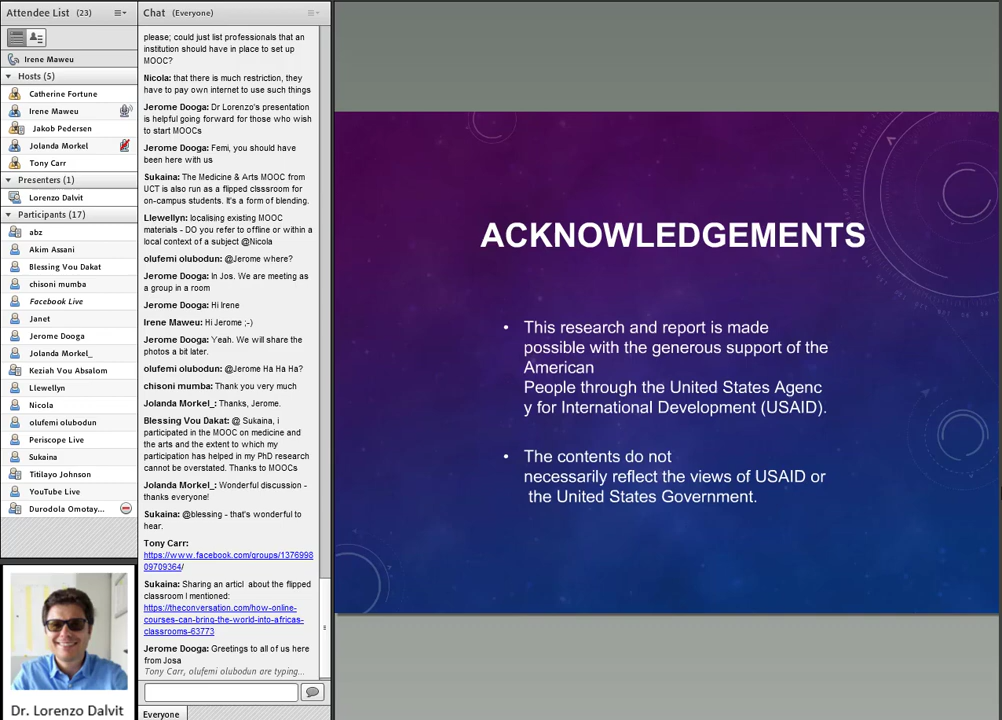 Attendee List (23)
Irene Maweu
Hosts (5)
Catherine Fortune
Irene Maweu
Jakob Pedersen
Jolanda Morkel
Tony Carr
Presenters (1)
Lorenzo Dalvit
Participants (17)
abz
Akim Assani
Blessing Vou Dakat
chisoni mumba
Facebook Live
Janet
Jerome Dooga
Jolanda Morkel_
Keziah Vou Absalom
Llewellyn
Nicola
olufemi olubodun
Periscope Live
Sukaina
Titilayo Johnson
YouTube Live
Durodola Omotay...
Dr. Lorenzo Dalvit
Chat (Everyone)
please; could just list professionals that an
institution should have in place to set up
MOOC?
Nicola: that there is much restriction, they
have to pay own internet to use such things
Jerome Dooga: Dr Lorenzo's presentation
is helpful going forward for those who wish
to start MOOCs
Jerome Dooga: Femi, you should have
been here with us
Sukaina: The Medicine & Arts MOOC from
UCT is also run as a flipped clsssroom for
on-campus students. It's a form of blending.
Llewellyn: localising existing MOOC
materials - DO you refer to offline or within a
local context of a subject @Nicola
olufemi olubodun: @Jerome where?
Jerome Dooga: In Jos. We are meeting as
a group in a room
Jerome Dooga: Hi Irene
Irene Maweu: Hi Jerome ;-)
Jerome Dooga: Yeah. We will share the
photos a bit later.
olufemi olubodun: @Jerome Ha Ha Ha?
chisoni mumba: Thank you very much
Jolanda Morkel_: Thanks, Jerome.
Blessing Vou Dakat: @ Sukaina, i
participated in the MOOC on medicine and
the arts and the extent to which my
participation has helped in my PhD research
cannot be overstated. Thanks to MOOCs
Jolanda Morkel_: Wonderful discussion -
thanks everyone!
Sukaina: @blessing - that's wonderful to
hear.
Tony Carr:
https://www.facebook.com/groups/1376998
09709364/
Sukaina: Sharing an articl about the flipped
classroom I mentioned:
https://theconversation.com/how-online-
courses-can-bring-the-world-into-africas-
classrooms-63773
Jerome Dooga: Greetings to all of us here
from Josa
Tony Carr, olufemi olubodun are typing...
Everyone
ACKNOWLEDGEMENTS
• This research and report is made
possible with the generous support of the
American
People through the United States Agenc
y for International Development (USAID).
• The contents do not
necessarily reflect the views of USAID or
the United States Government.